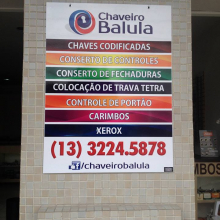 Chaveiro
Balula
CHAVES CODIFICADAS
CONSERTO DE CONTROLES
CONSERTO DE FECHADURAS
COLOCAÇÃO DE TRAVA TETRA
CONTROLE DE PORTÃO
CARIMBOS
XEROX
(13) 3224.5878
f/chaveirobalula